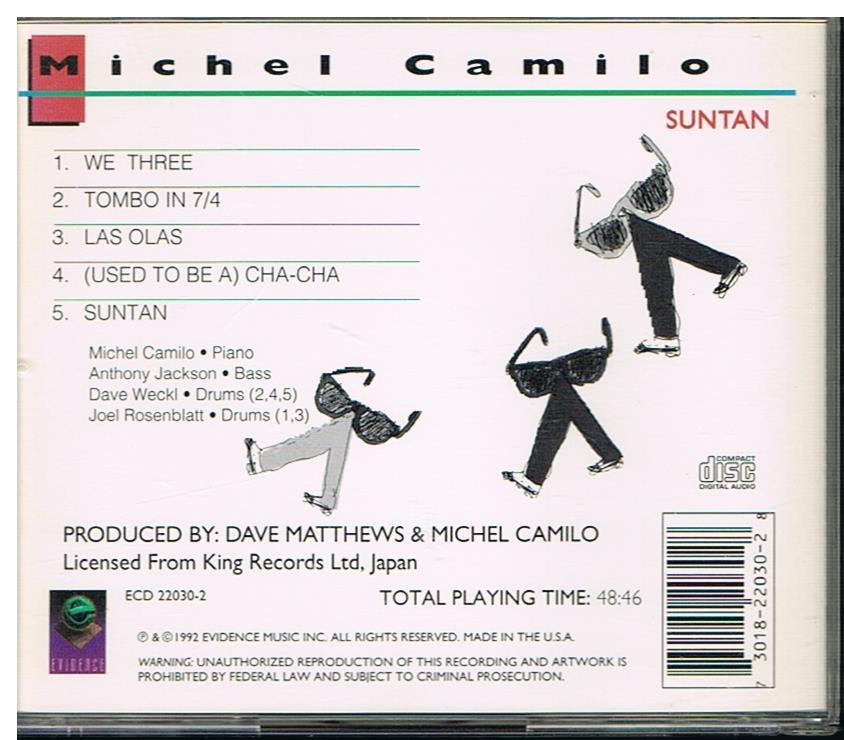 Michel Camilo
SUNTAN
1. WE THREE
2. TOMBO IN 7/4
3. LAS OLAS
4. (USED TO BE A) CHA-CHA
5. SUNTAN
Michel Camilo • Piano
Anthony Jackson • Bass
Dave Weckl • Drums (2,4,5)
Joel Rosenblatt • Drums (1,3)
COMPACT
disc
DIGITAL AUDIO
PRODUCED BY: DAVE MATTHEWS & MICHEL CAMILO
Licensed From King Records Ltd, Japan
ECD 22030-2
TOTAL PLAYING TIME: 48:46
e
EVIDENCE
℗ & © 1992 EVIDENCE MUSIC INC. ALL RIGHTS RESERVED. MADE IN THE U.S.A.
WARNING: UNAUTHORIZED REPRODUCTION OF THIS RECORDING AND ARTWORK IS
PROHIBITED BY FEDERAL LAW AND SUBJECT TO CRIMINAL PROSECUTION.
7 3018-22030-2 8